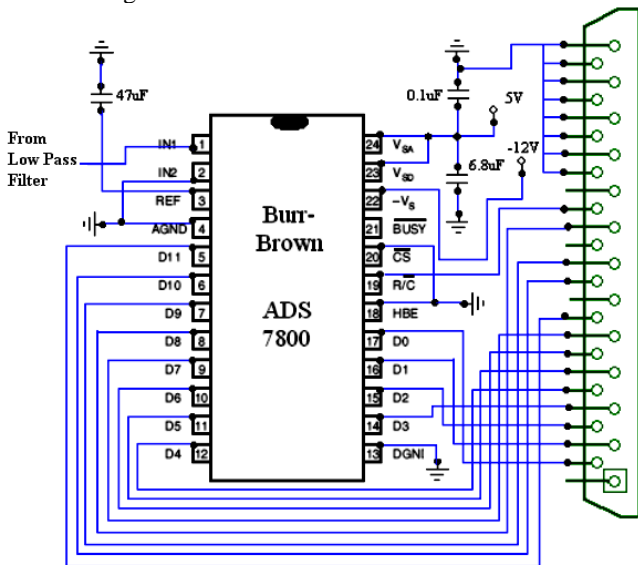 47uF
0.1uF
5V
-12V
6.8uF
From
Low Pass
Filter
IN1 1
IN2 2
REF 3
AGND 4
D11 5
D10 6
D9 7
D8 8
D7 9
D6 10
D5 11
D4 12
Burr-
Brown
ADS
7800
24 VSA
23 VSD
22 -VS
21 BUSY
20 CS
19 R/C
18 HBE
17 D0
16 D1
15 D2
14 D3
13 DGNI